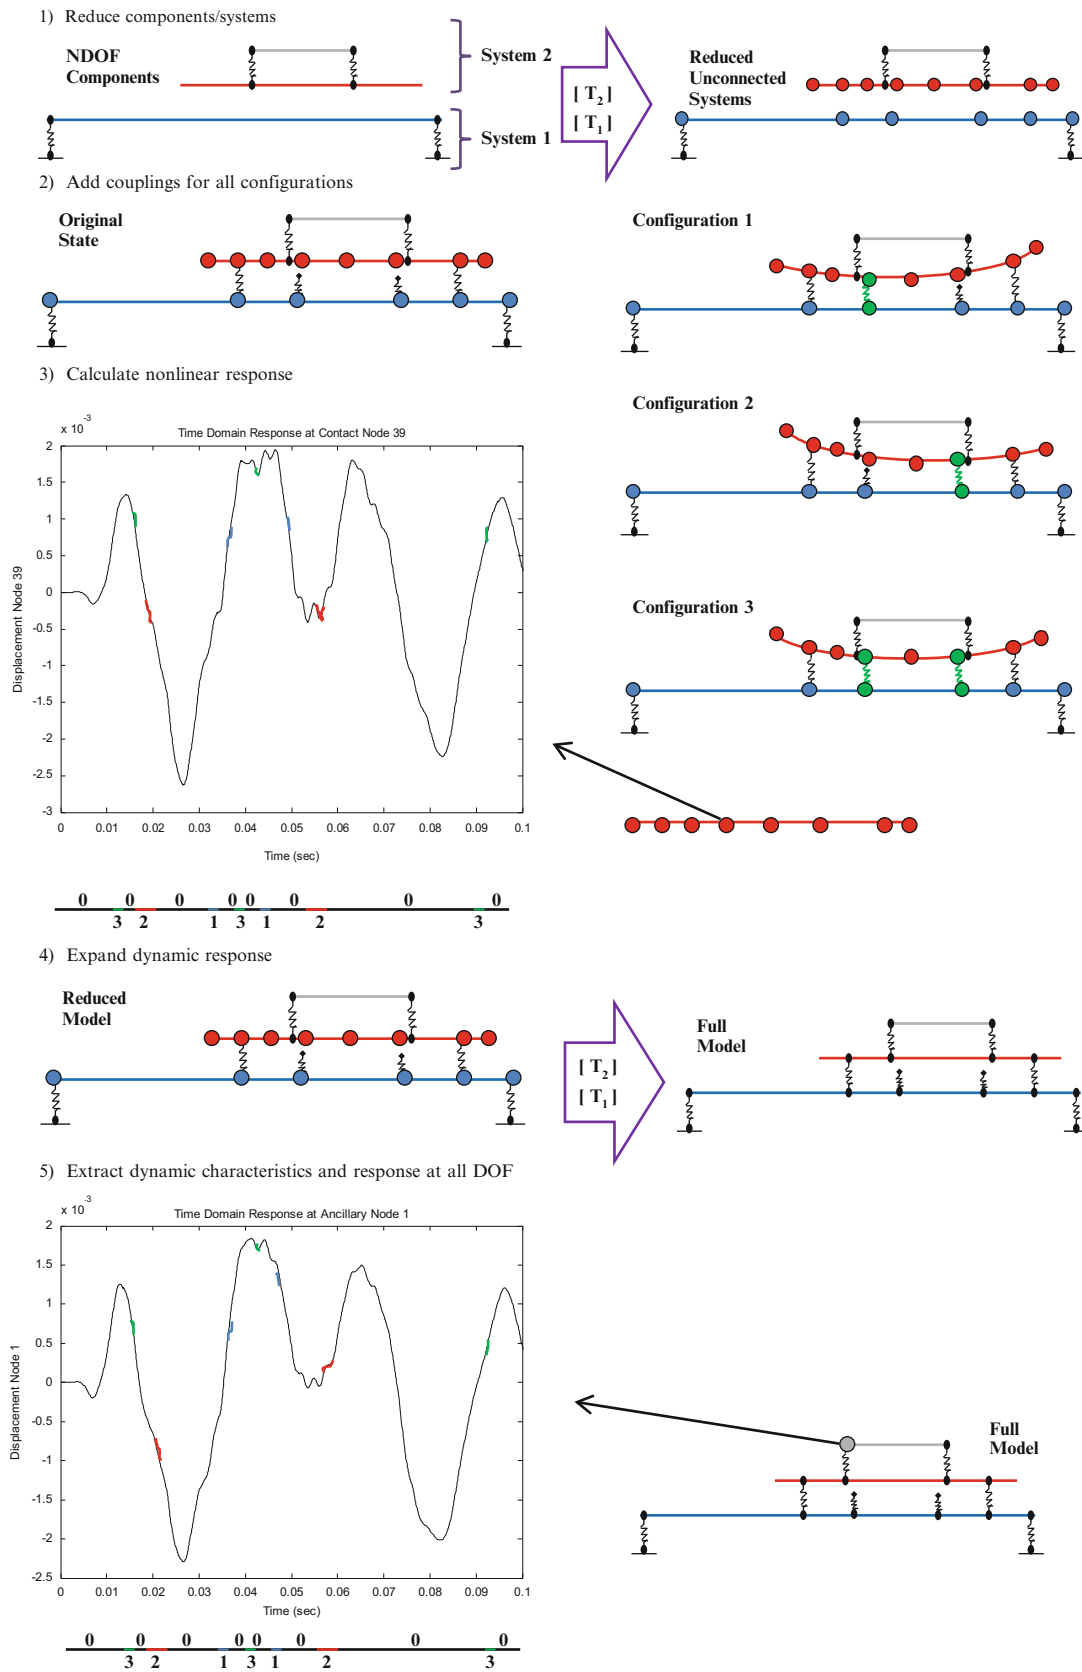 1) Reduce components/systems
NDOF
Components
System 2
System 1
[ T2 ]
[ T1 ]
Reduced
Unconnected
Systems
2) Add couplings for all configurations
Original
State
Configuration 1
3) Calculate nonlinear response
Configuration 2
Configuration 3
x 10-3
Time Domain Response at Contact Node 39
2
1.5
1
0.5
0
-0.5
-1
-1.5
-2
-2.5
-3
Displacement Node 39
0 0.01 0.02 0.03 0.04 0.05 0.06 0.07 0.08 0.09 0.1
Time (sec)
0 0 0 0 0 0 0 0
3 2 1 3 1 2 3
4) Expand dynamic response
Reduced
Model
[ T2 ]
[ T1 ]
Full
Model
5) Extract dynamic characteristics and response at all DOF
x 10-3
Time Domain Response at Ancillary Node 1
2
1.5
1
0.5
0
-0.5
-1
-1.5
-2
-2.5
Displacement Node 1
0 0.01 0.02 0.03 0.04 0.05 0.06 0.07 0.08 0.09 0.1
Time (sec)
Full
Model
0 0 0 0 0 0 0 0
3 2 1 3 1 2 3